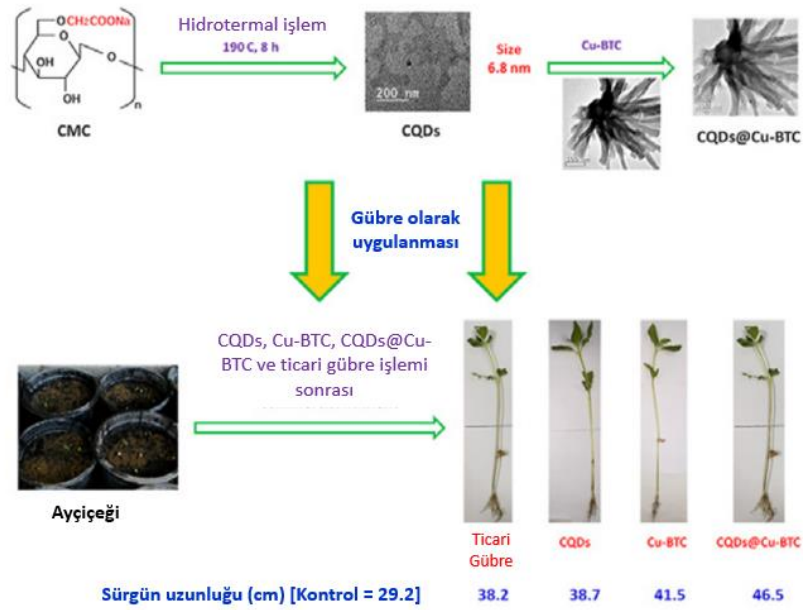 OCH2COONa
O
O
OH
OH
n
CMC
Hidrotermal işlem
190 C, 8 h
200 nm
CQDs
Size
6.8 nm
Cu-BTC
CQDs@Cu-BTC
Gübre olarak
uygulanması
CQDs, Cu-BTC, CQDs@Cu-
BTC ve ticari gübre işlemi
sonrası
Ayçiçeği
Ticari
Gübre
CQDs
Cu-BTC
CQDs@Cu-BTC
Sürgün uzunluğu (cm) [Kontrol = 29.2]
38.2
38.7
41.5
46.5